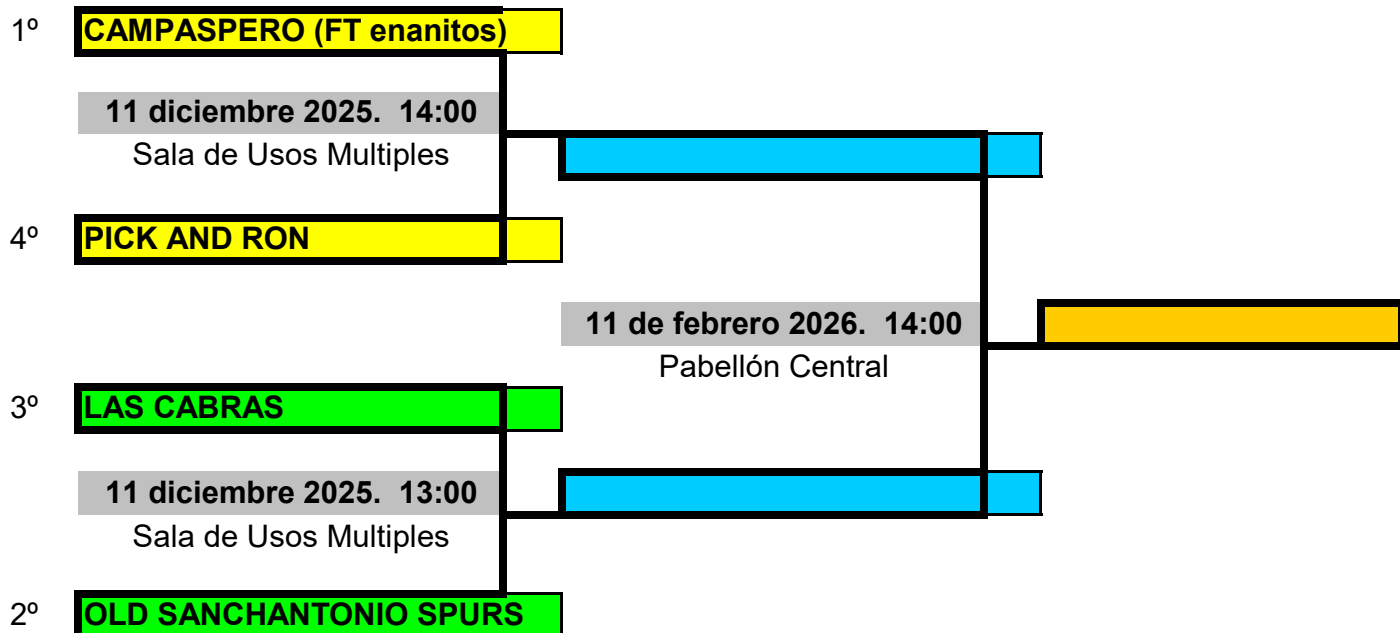 1º CAMPASPERO (FT enanitos)
11 diciembre 2025. 14:00
Sala de Usos Multiples
4º PICK AND RON
11 de febrero 2026. 14:00
Pabellón Central
3º LAS CABRAS
11 diciembre 2025. 13:00
Sala de Usos Multiples
2º OLD SANCHANTONIO SPURS